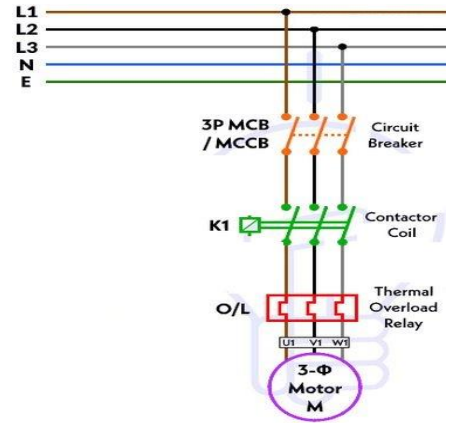 L1
L2
L3
N
E
3P MCB
/ MCCB
Circuit
Breaker
K1
Contactor
Coil
O/L
Thermal
Overload
Relay
U1 V1 W1
3-Φ
Motor
M